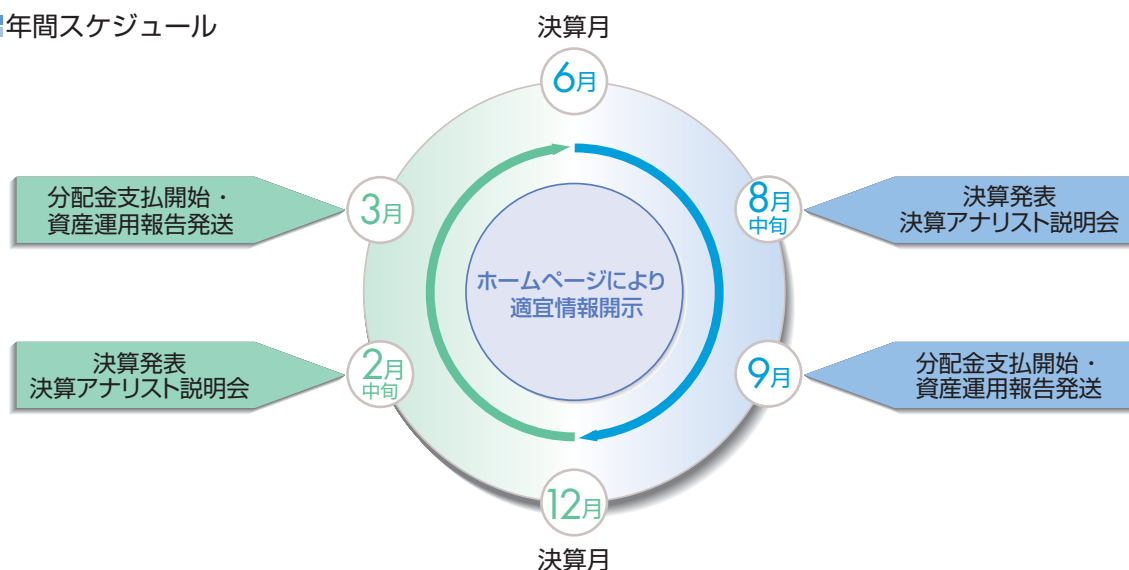 年間スケジュール
決算月
6月
分配金支払開始・
資産運用報告発送
3月
8月
中旬
決算発表
決算アナリスト説明会
ホームページにより
適宜情報開示
決算発表
決算アナリスト説明会
2月
中旬
9月
分配金支払開始・
資産運用報告発送
12月
決算月